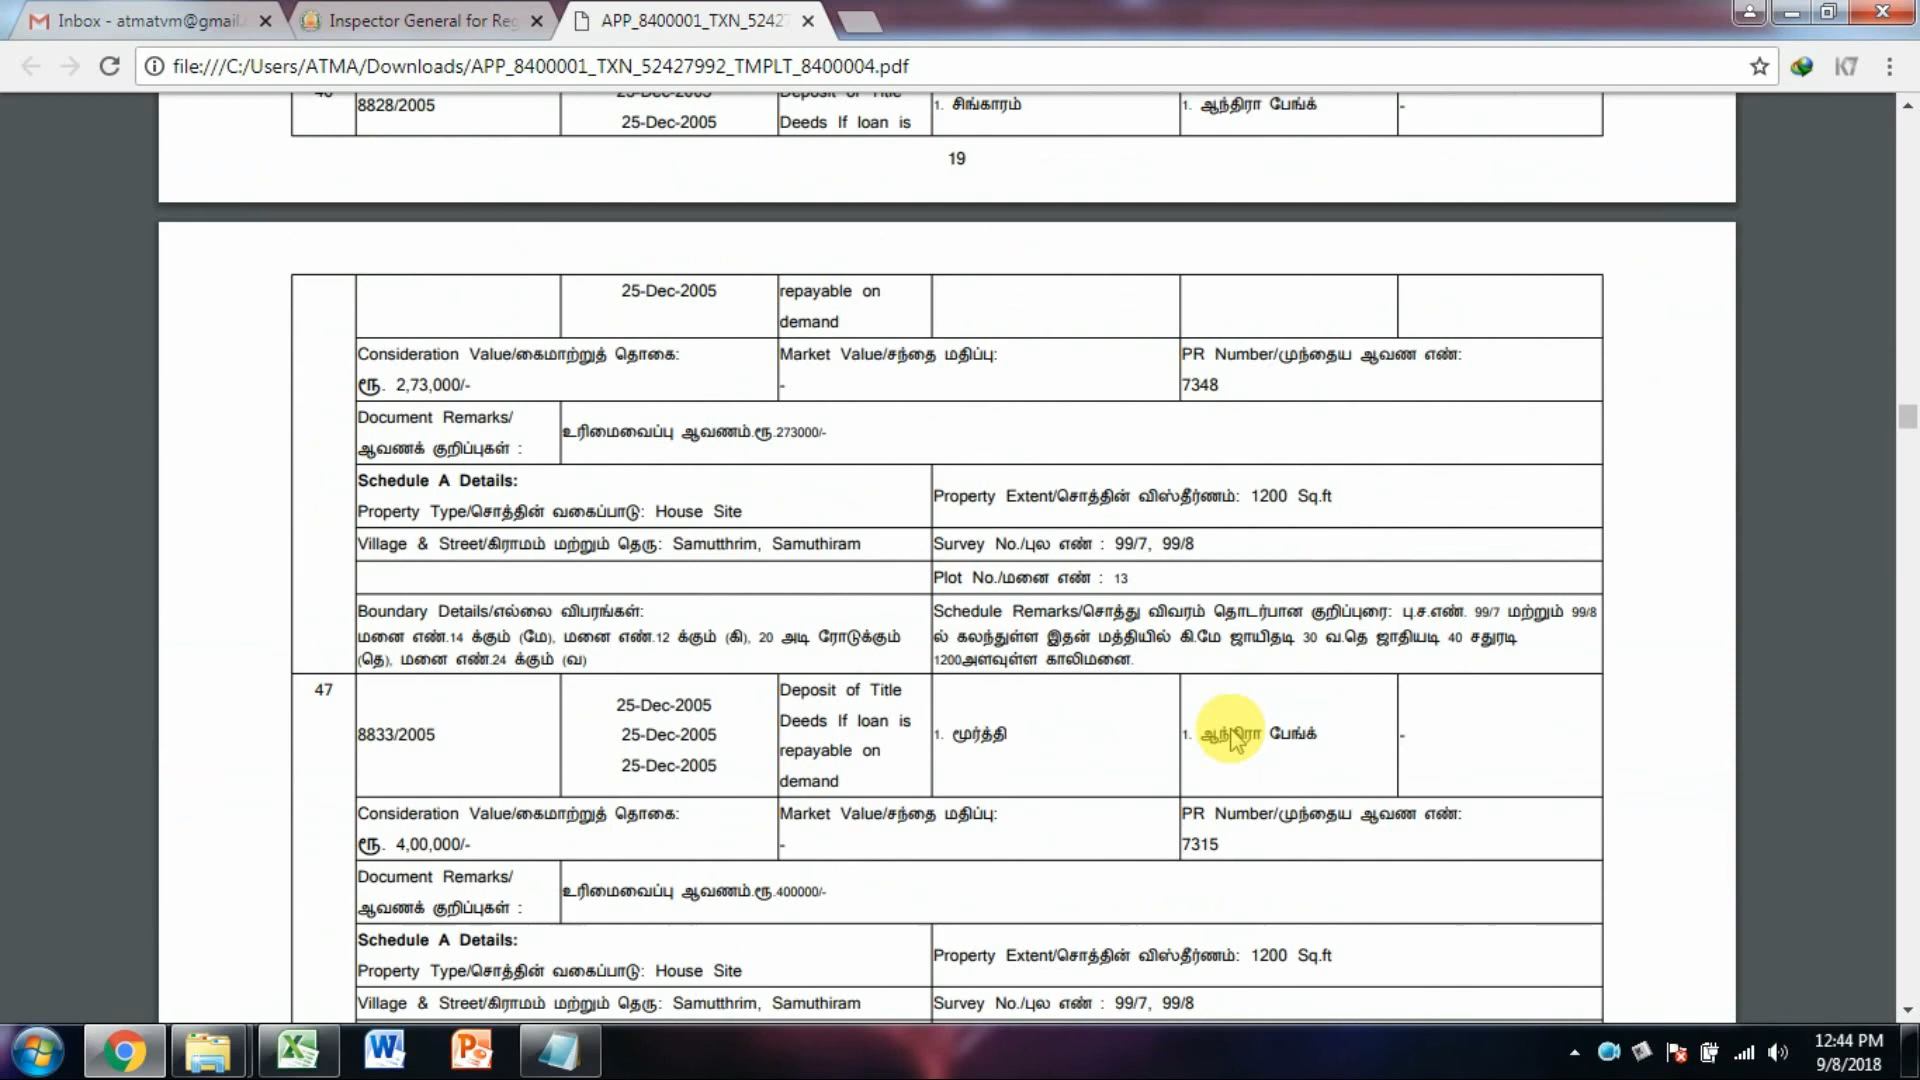 Inbox - atmatvm@gmail.
Inspector General for Reg
APP_8400001_TXN_52427
file:///C:/Users/ATMA/Downloads/APP_8400001_TXN_52427992_TMPLT_8400004.pdf
K7
46 8828/2005 25-Dec-2005 Deposit of Title 1. சிங்காரம் 1. ஆந்திரா பேங்க் -
25-Dec-2005 Deeds If loan is
19
25-Dec-2005 repayable on
demand
Consideration Value/கைமாற்றுத் தொகை: Market Value/சந்தை மதிப்பு: PR Number/முந்தைய ஆவண எண்:
ரூ. 2,73,000/- - 7348
Document Remarks/
ஆவணக் குறிப்புகள் : உரிமைவைப்பு ஆவணம்.ரூ.273000/-
Schedule A Details:
Property Type/சொத்தின் வகைப்பாடு: House Site Property Extent/சொத்தின் விஸ்தீர்ணம்: 1200 Sq.ft
Village & Street/கிராமம் மற்றும் தெரு: Samutthrim, Samuthiram Survey No./புல எண் : 99/7, 99/8
Plot No./மனை எண் : 13
Boundary Details/எல்லை விபரங்கள்: Schedule Remarks/சொத்து விவரம் தொடர்பான குறிப்புரை: பு.ச.எண். 99/7 மற்றும் 99/8
மனை எண்.14 க்கும் (மே), மனை எண்.12 க்கும் (கி), 20 அடி ரோடுக்கும் ல் கலந்துள்ள இதன் மத்தியில் கி.மே ஜாயிதடி 30 வ.தெ ஜாதியடி 40 சதுரடி
(தெ), மனை எண்.24 க்கும் (வ) 1200அளவுள்ள காலிமனை.
47 8833/2005 25-Dec-2005 Deposit of Title 1. மூர்த்தி 1. ஆந்திரா பேங்க் -
25-Dec-2005 Deeds If loan is
25-Dec-2005 repayable on
demand
Consideration Value/கைமாற்றுத் தொகை: Market Value/சந்தை மதிப்பு: PR Number/முந்தைய ஆவண எண்:
ரூ. 4,00,000/- - 7315
Document Remarks/
ஆவணக் குறிப்புகள் : உரிமைவைப்பு ஆவணம்.ரூ.400000/-
Schedule A Details:
Property Type/சொத்தின் வகைப்பாடு: House Site Property Extent/சொத்தின் விஸ்தீர்ணம்: 1200 Sq.ft
Village & Street/கிராமம் மற்றும் தெரு: Samutthrim, Samuthiram Survey No./புல எண் : 99/7, 99/8
12:44 PM
9/8/2018